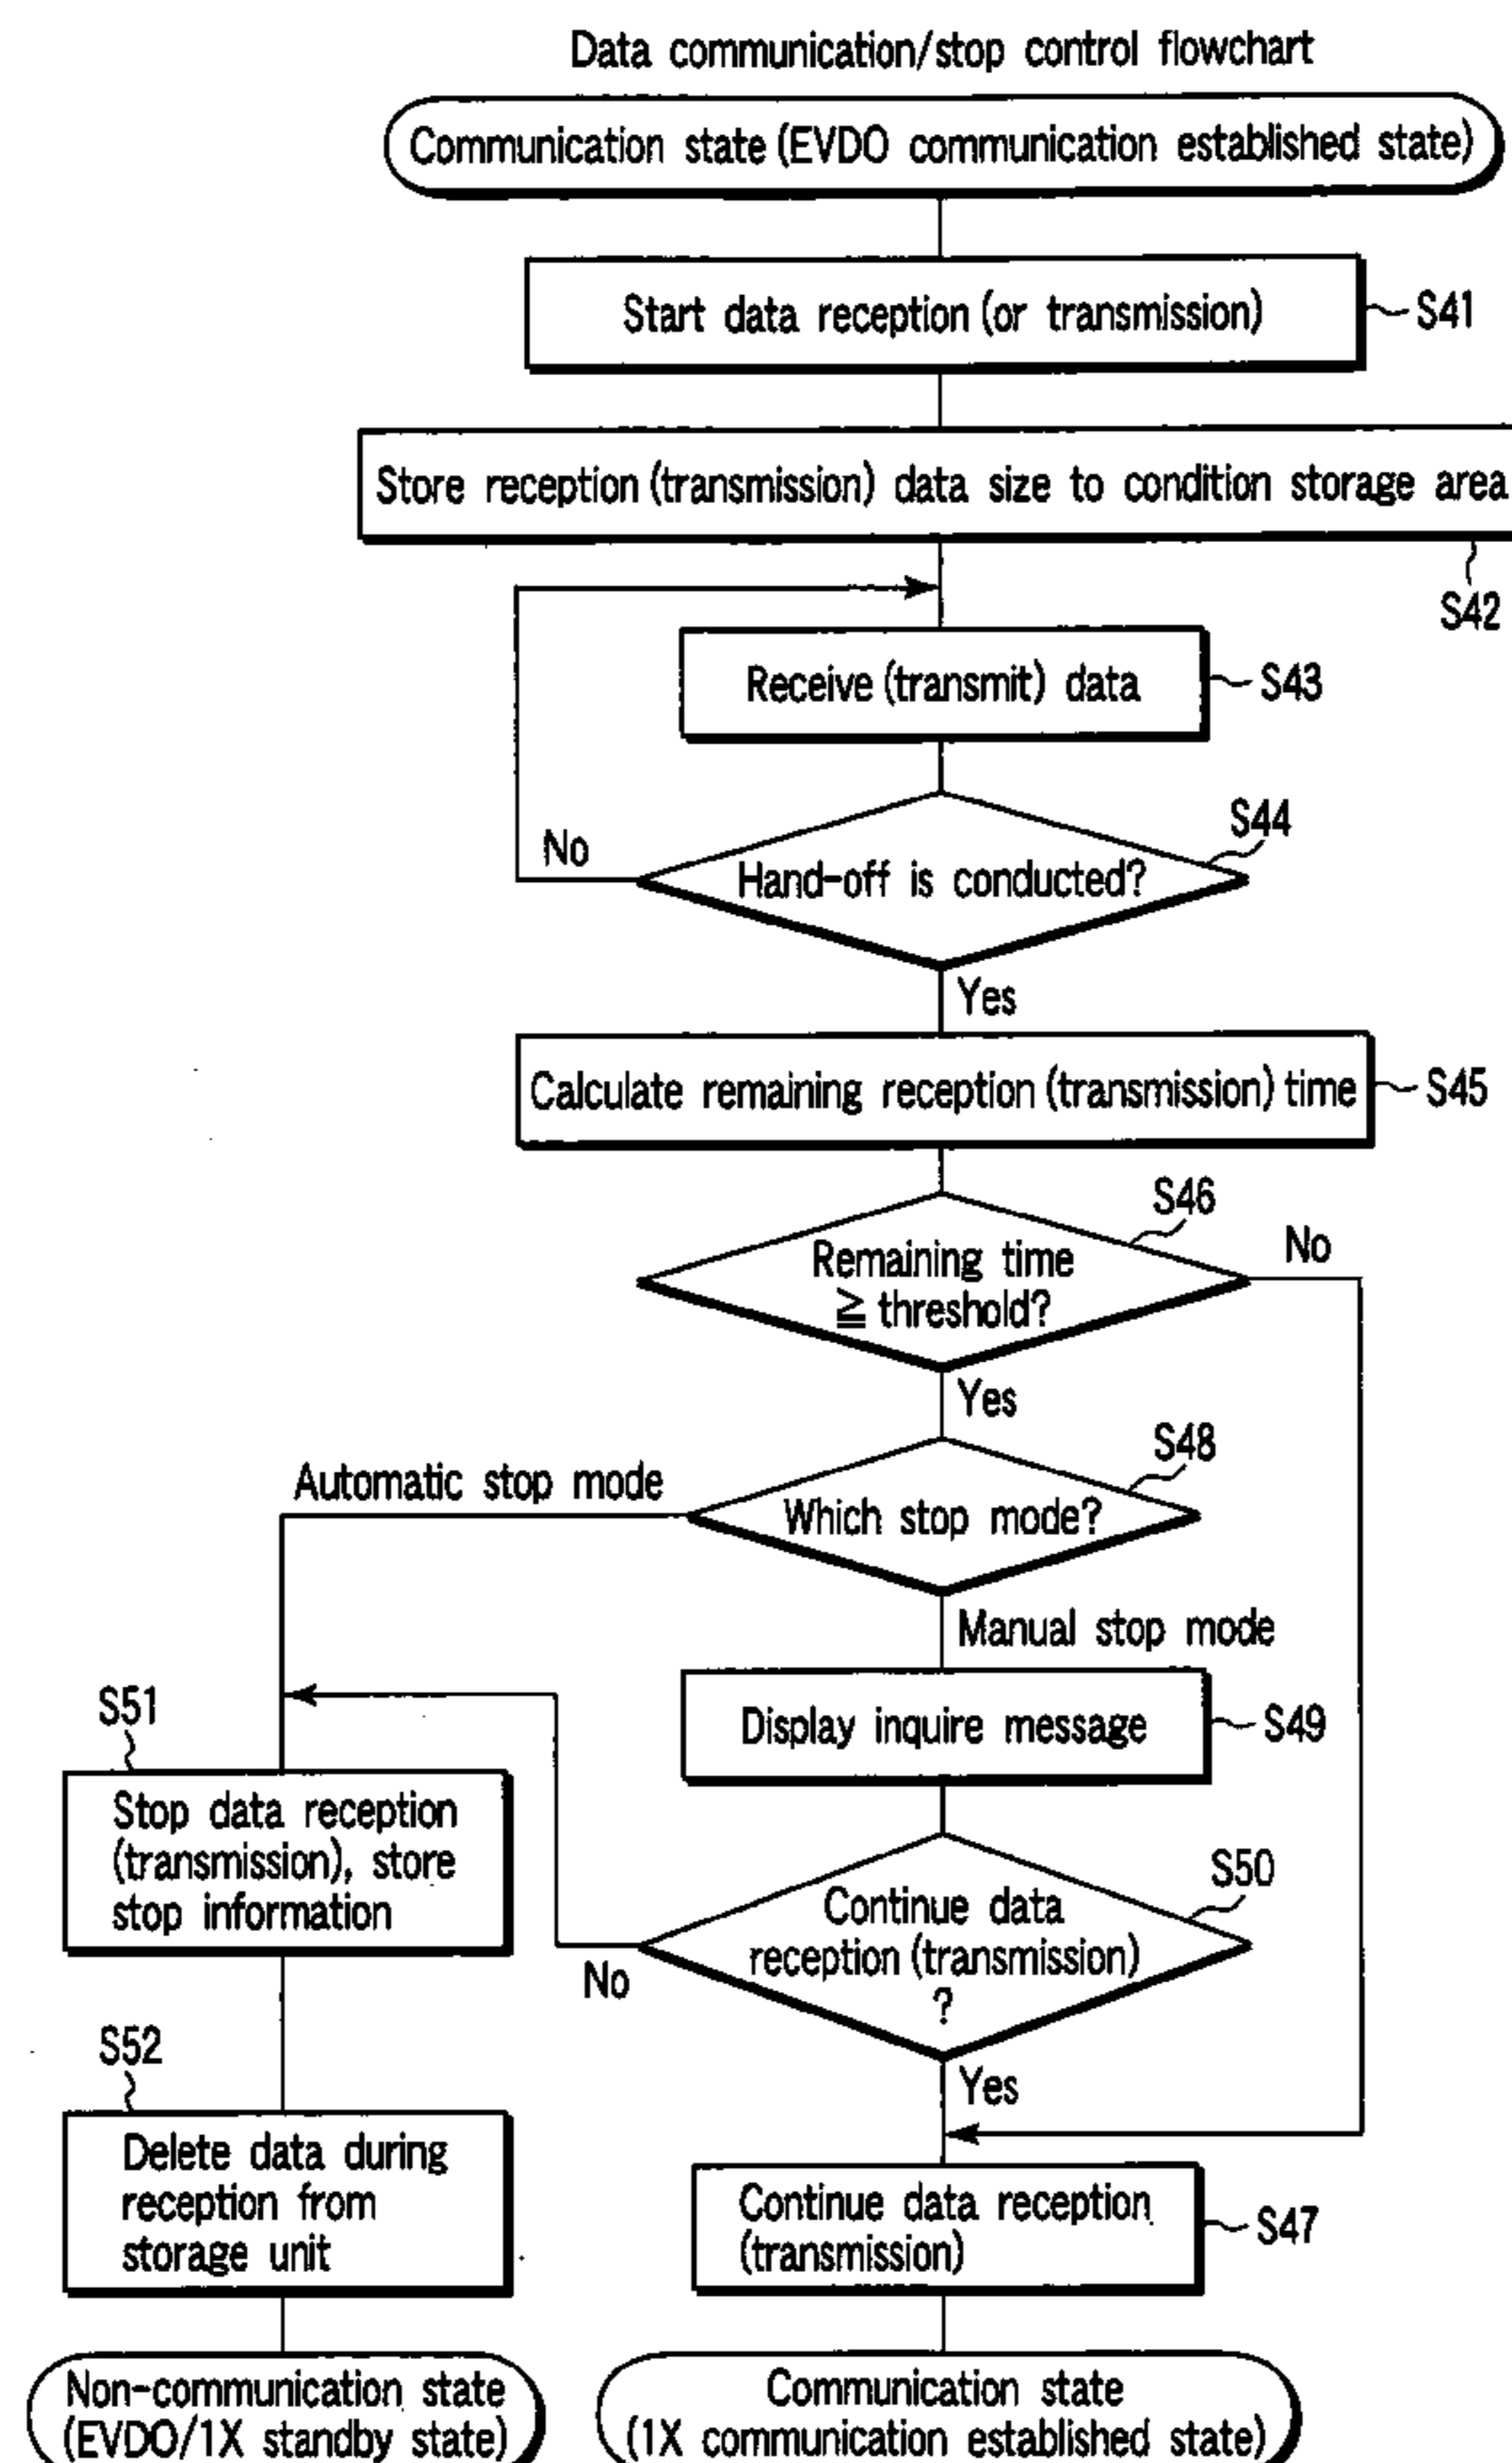 Data communication/stop control flowchart
Communication state (EVDO communication established state)
Start data reception (or transmission)
S41
Store reception (transmission) data size to condition storage area
S42
Receive (transmit) data
S43
S44
No
Hand-off is conducted?
Yes
Calculate remaining reception (transmission) time
S45
S46
No
Remaining time
≧ threshold?
Yes
S48
Automatic stop mode
Which stop mode?
Manual stop mode
S51
Display inquire message
S49
Stop data reception
(transmission), store
stop information
S50
Continue data
reception (transmission)
?
No
Yes
S52
Delete data during
reception from
storage unit
Continue data reception
(transmission)
S47
Non-communication state
(EVDO/1X standby state)
Communication state
(1X communication established state)